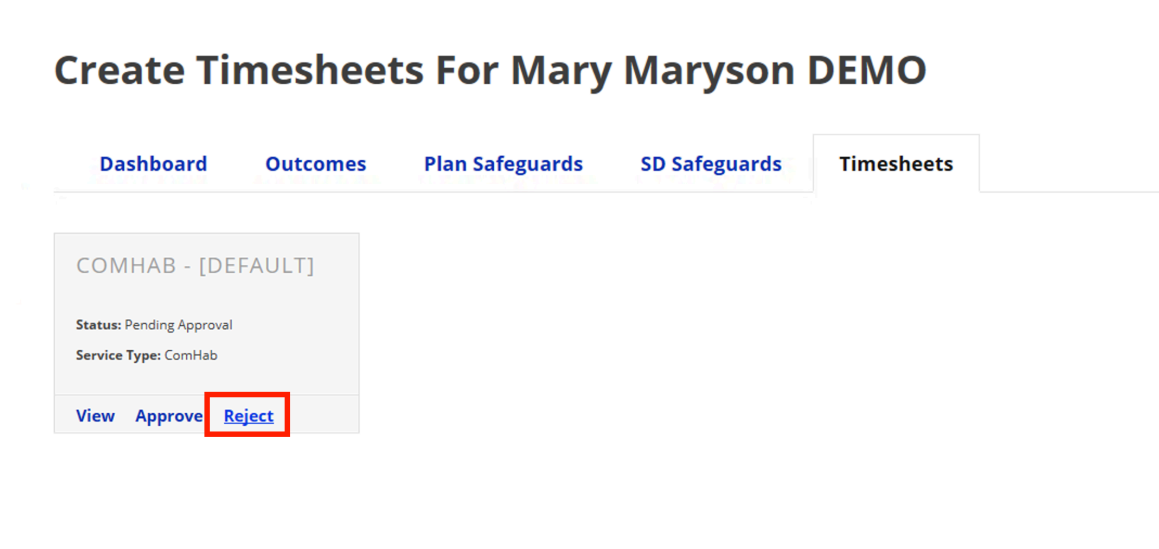 Create Timesheets For Mary Maryson DEMO
Dashboard Outcomes Plan Safeguards SD Safeguards Timesheets
COMHAB - [DEFAULT]
Status: Pending Approval
Service Type: ComHab
View Approve Reject